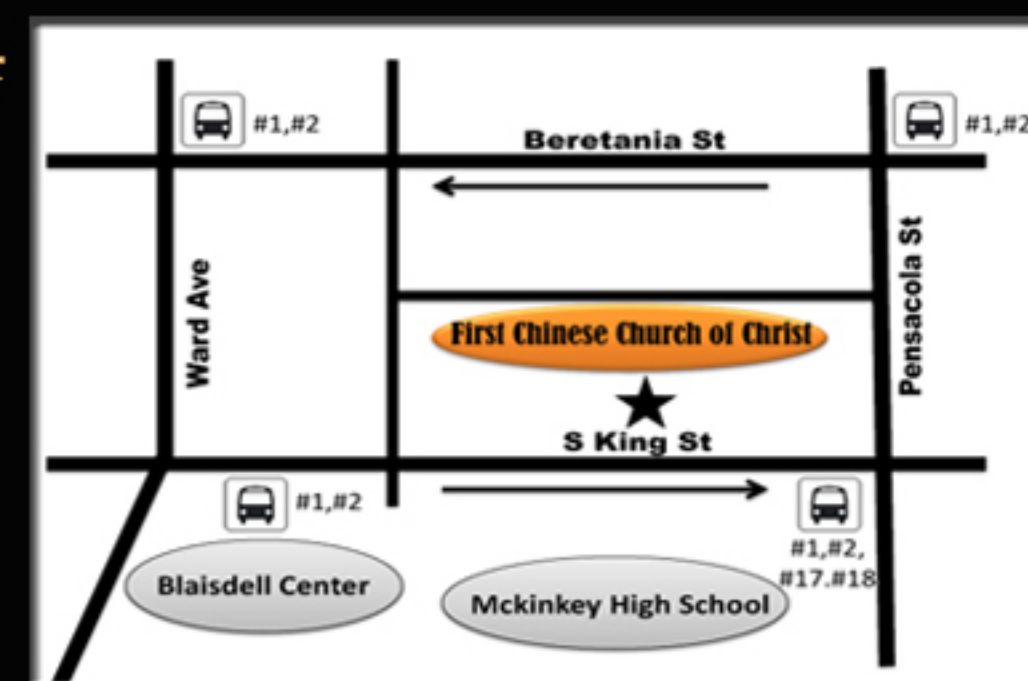 #1,#2
#1,#2
Beretania St
Ward Ave
Pensacola St
First Chinese Church of Christ
S King St
#1,#2
#1,#2,
#17.#18
Blaisdell Center
Mckinkey High School